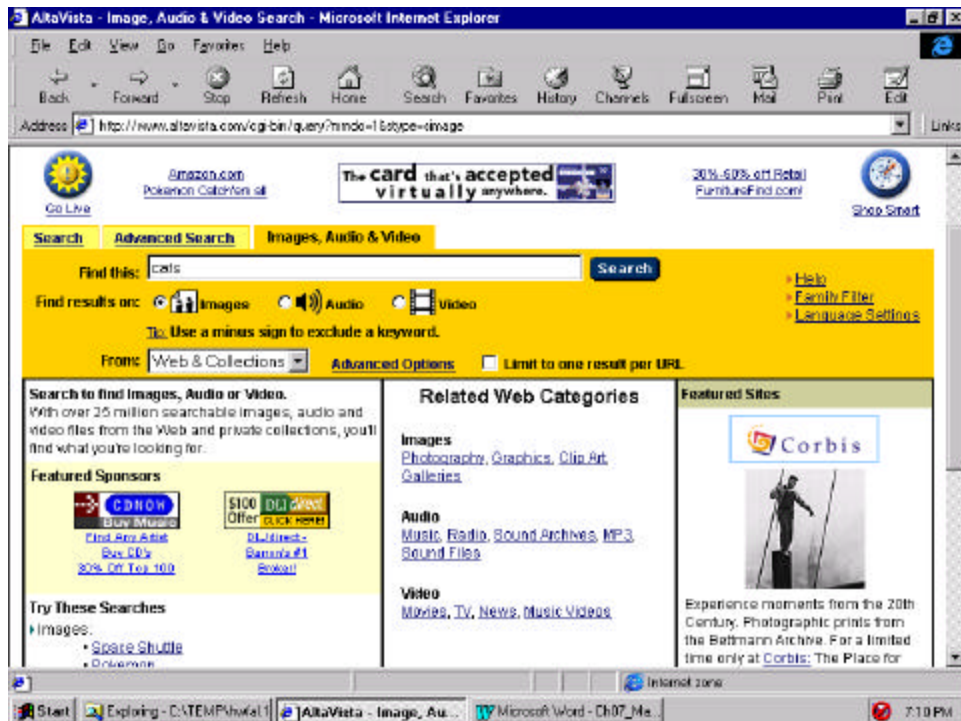 AltaVista - Image, Audio & Video Search - Microsoft Internet Explorer
File Edit View Go Favorites Help
Back Forward Stop Refresh Home Search Favorites History Channels Fullscreen Mail Print Edit
Address http://www.altavista.com/cgi-bin/query?mmdo=1&stype=simage Links
Go Live
Amazon.com
Pokemon Catch'em all
The card that's accepted
virtually anywhere.
30%-60% off Retail
FurnitureFind.com!
Shop Smart
Search Advanced Search Images, Audio & Video
Find this: cats Search
Find results on: Images Audio Video
Tip: Use a minus sign to exclude a keyword.
From: Web & Collections Advanced Options Limit to one result per URL
Help
Family Filter
Language Settings
Search to find Images, Audio or Video.
With over 25 million searchable images, audio and
video files from the Web and private collections, you'll
find what you're looking for.
Featured Sponsors
CDNOW
Buy Music
Find Any Artist
Buy CD's
30% Off Top 100
$100
Offer
DLJdirect
CLICK HERE!
DLJdirect -
Barron's #1
Broker!
Try These Searches
Images:
Space Shuttle
Pokemon
Related Web Categories
Images
Photography, Graphics, Clip Art,
Galleries
Audio
Music, Radio, Sound Archives, MP3,
Sound Files
Video
Movies, TV, News, Music Videos
Featured Sites
Corbis
Experience moments from the 20th
Century. Photographic prints from
the Bettmann Archive. For a limited
time only at Corbis: The Place for
Internet zone
Start Exploring - C:\TEMP\ AltaVista - Image, Au... Microsoft Word - Ch07_Me... 7:10 PM